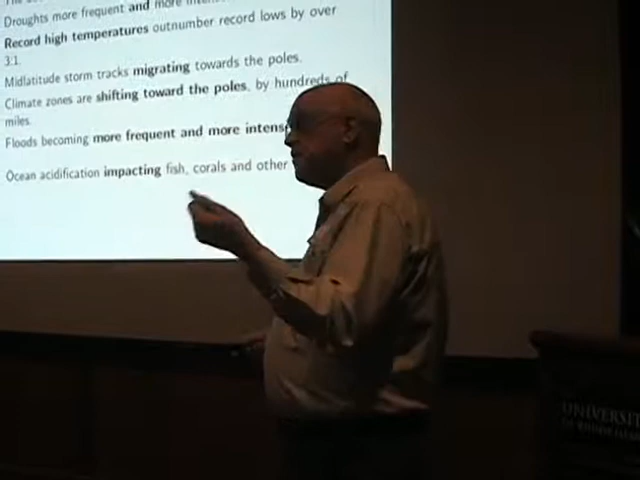 Droughts more frequent and more
Record high temperatures outnumber record lows by over
3:1.
Midlatitude storm tracks migrating towards the poles.
Climate zones are shifting toward the poles, by hundreds of
miles.
Floods becoming more frequent and more intens
Ocean acidification impacting fish, corals and other
UNIVERSIT